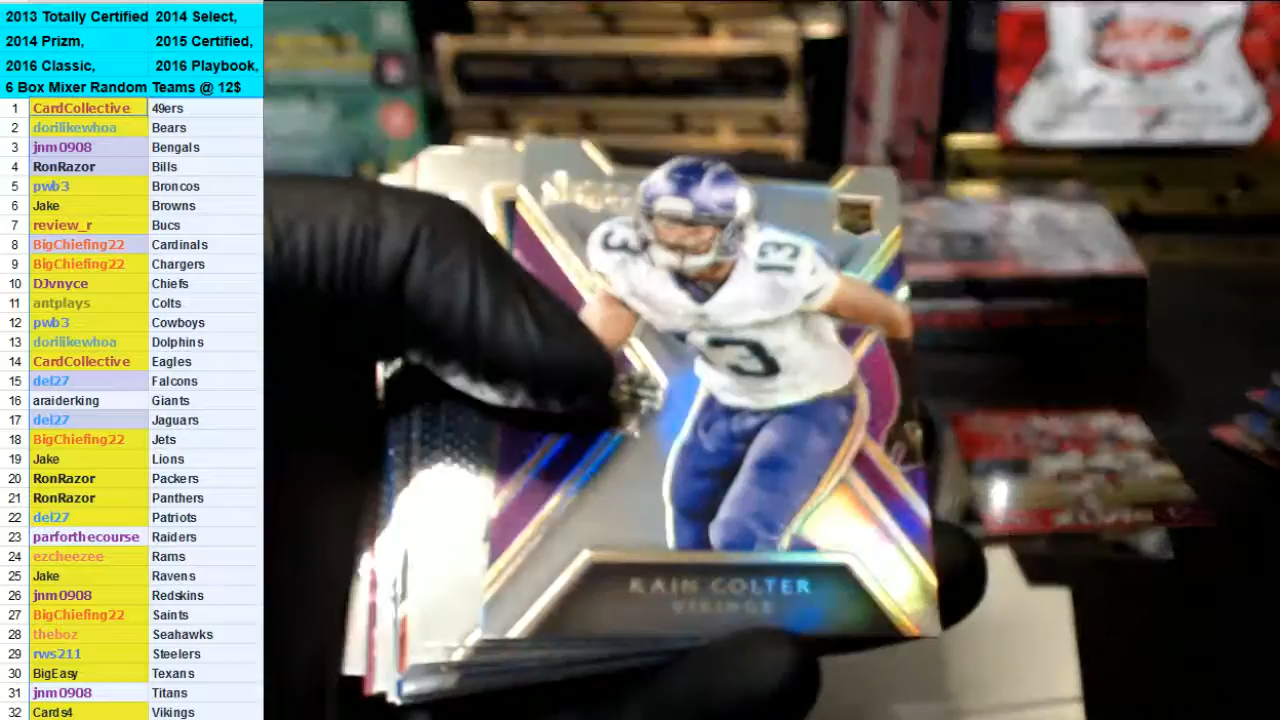 2013 Totally Certified 2014 Select,
2014 Prizm, 2015 Certified,
2016 Classic, 2016 Playbook,
6 Box Mixer Random Teams @ 12$
1 CardCollective 49ers
2 dorilikewhoa Bears
3 jnm0908 Bengals
4 RonRazor Bills
5 pwb3 Broncos
6 Jake Browns
7 review_r Bucs
8 BigChiefing22 Cardinals
9 BigChiefing22 Chargers
10 DJvnyce Chiefs
11 antplays Colts
12 pwb3 Cowboys
13 dorilikewhoa Dolphins
14 CardCollective Eagles
15 del27 Falcons
16 araiderking Giants
17 del27 Jaguars
18 BigChiefing22 Jets
19 Jake Lions
20 RonRazor Packers
21 RonRazor Panthers
22 del27 Patriots
23 parforthecourse Raiders
24 ezcheezee Rams
25 Jake Ravens
26 jnm0908 Redskins
27 BigChiefing22 Saints
28 theboz Seahawks
29 rws211 Steelers
30 BigEasy Texans
31 jnm0908 Titans
32 Cards4 Vikings
3 13
13
KAIN COLTER
VIKINGS